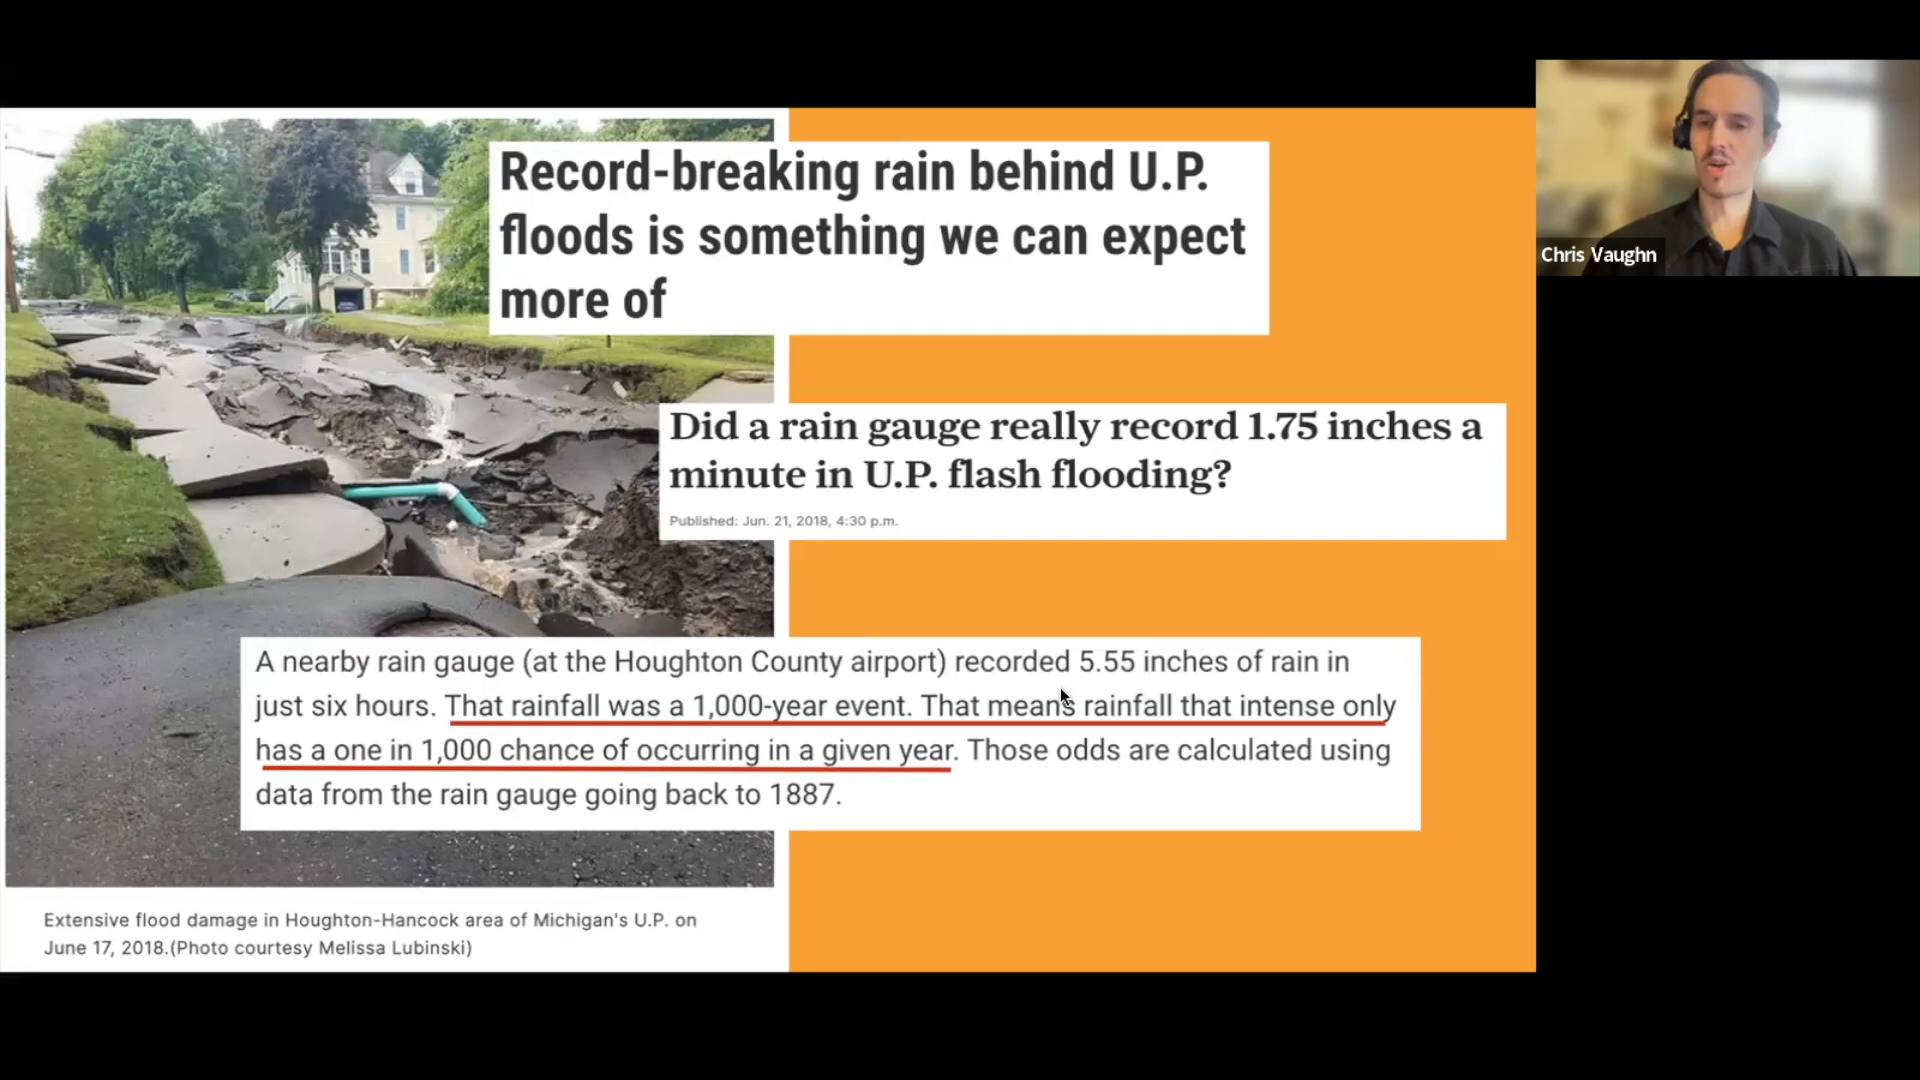 Record-breaking rain behind U.P.
floods is something we can expect
more of
Chris Vaughn
Did a rain gauge really record 1.75 inches a
minute in U.P. flash flooding?
Published: Jun. 21, 2018, 4:30 p.m.
A nearby rain gauge (at the Houghton County airport) recorded 5.55 inches of rain in
just six hours. That rainfall was a 1,000-year event. That means rainfall that intense only
has a one in 1,000 chance of occurring in a given year. Those odds are calculated using
data from the rain gauge going back to 1887.
Extensive flood damage in Houghton-Hancock area of Michigan's U.P. on
June 17, 2018.(Photo courtesy Melissa Lubinski)